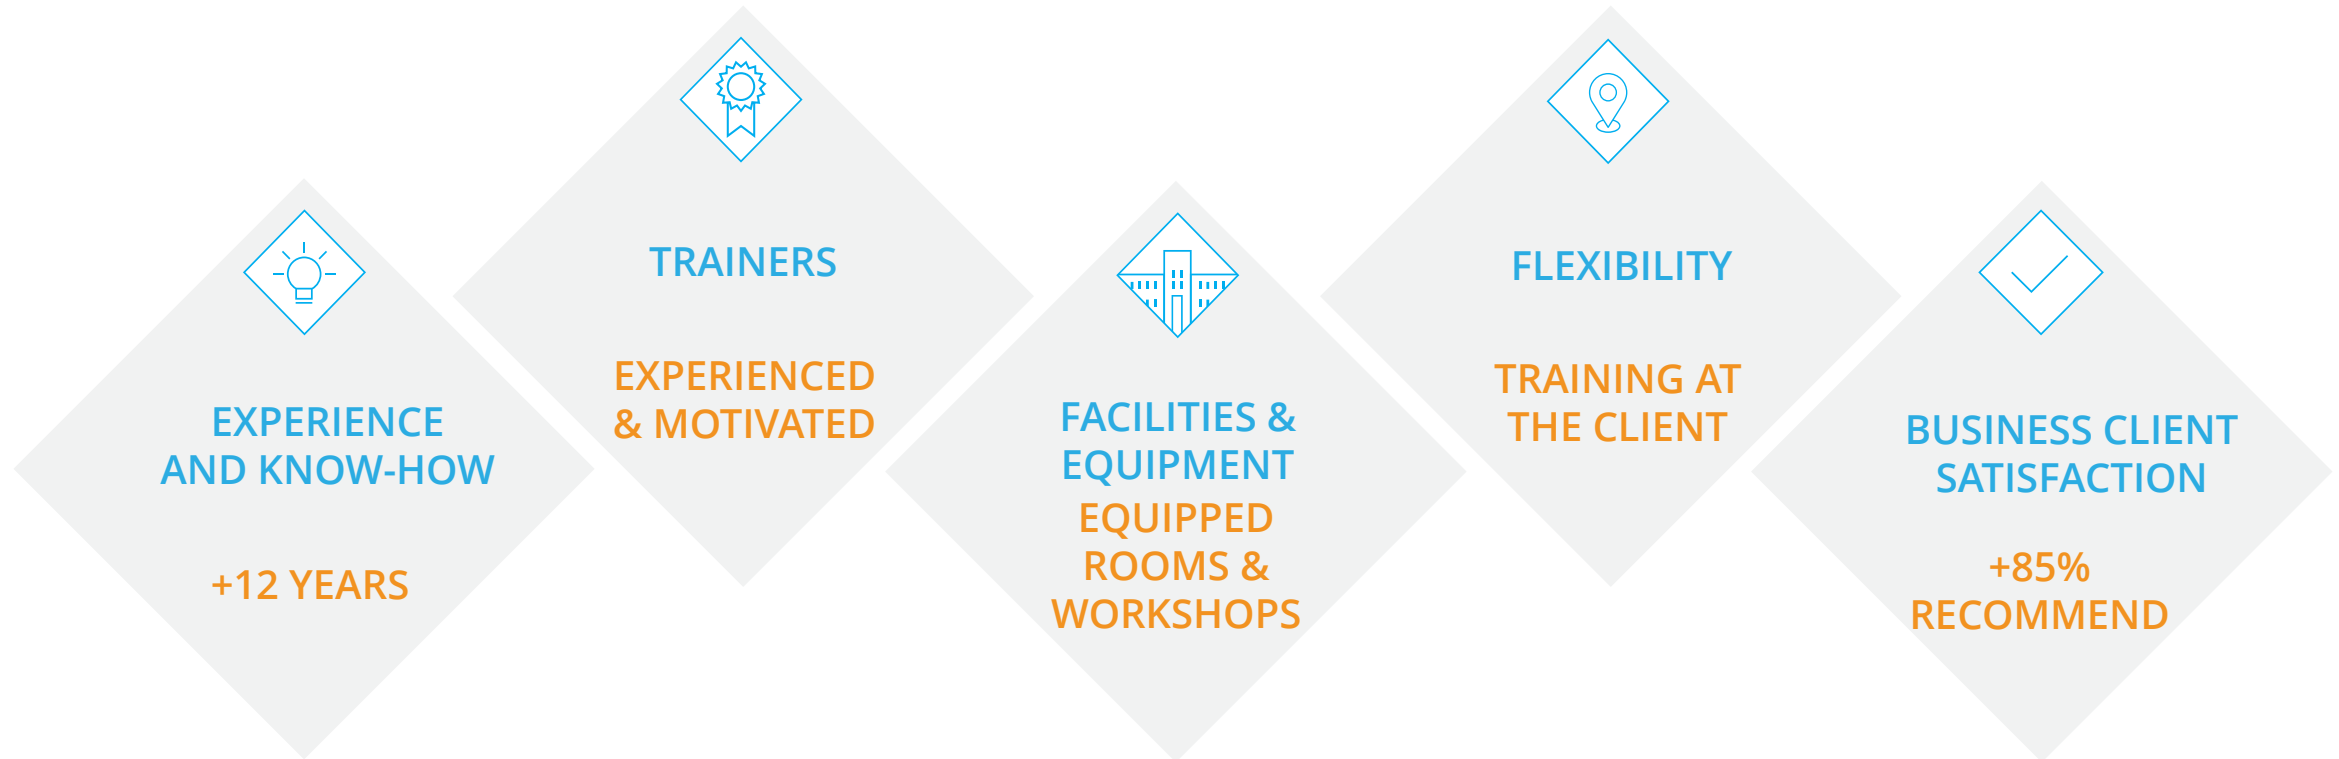 EXPERIENCE
AND KNOW-HOW
+12 YEARS
TRAINERS
EXPERIENCED
& MOTIVATED
FACILITIES &
EQUIPMENT
EQUIPPED
ROOMS &
WORKSHOPS
FLEXIBILITY
TRAINING AT
THE CLIENT
BUSINESS CLIENT
SATISFACTION
+85%
RECOMMEND